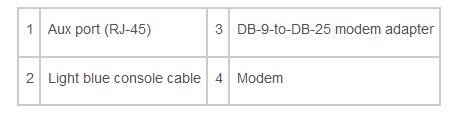 1 Aux port (RJ-45) 3 DB-9-to-DB-25 modem adapter
2 Light blue console cable 4 Modem